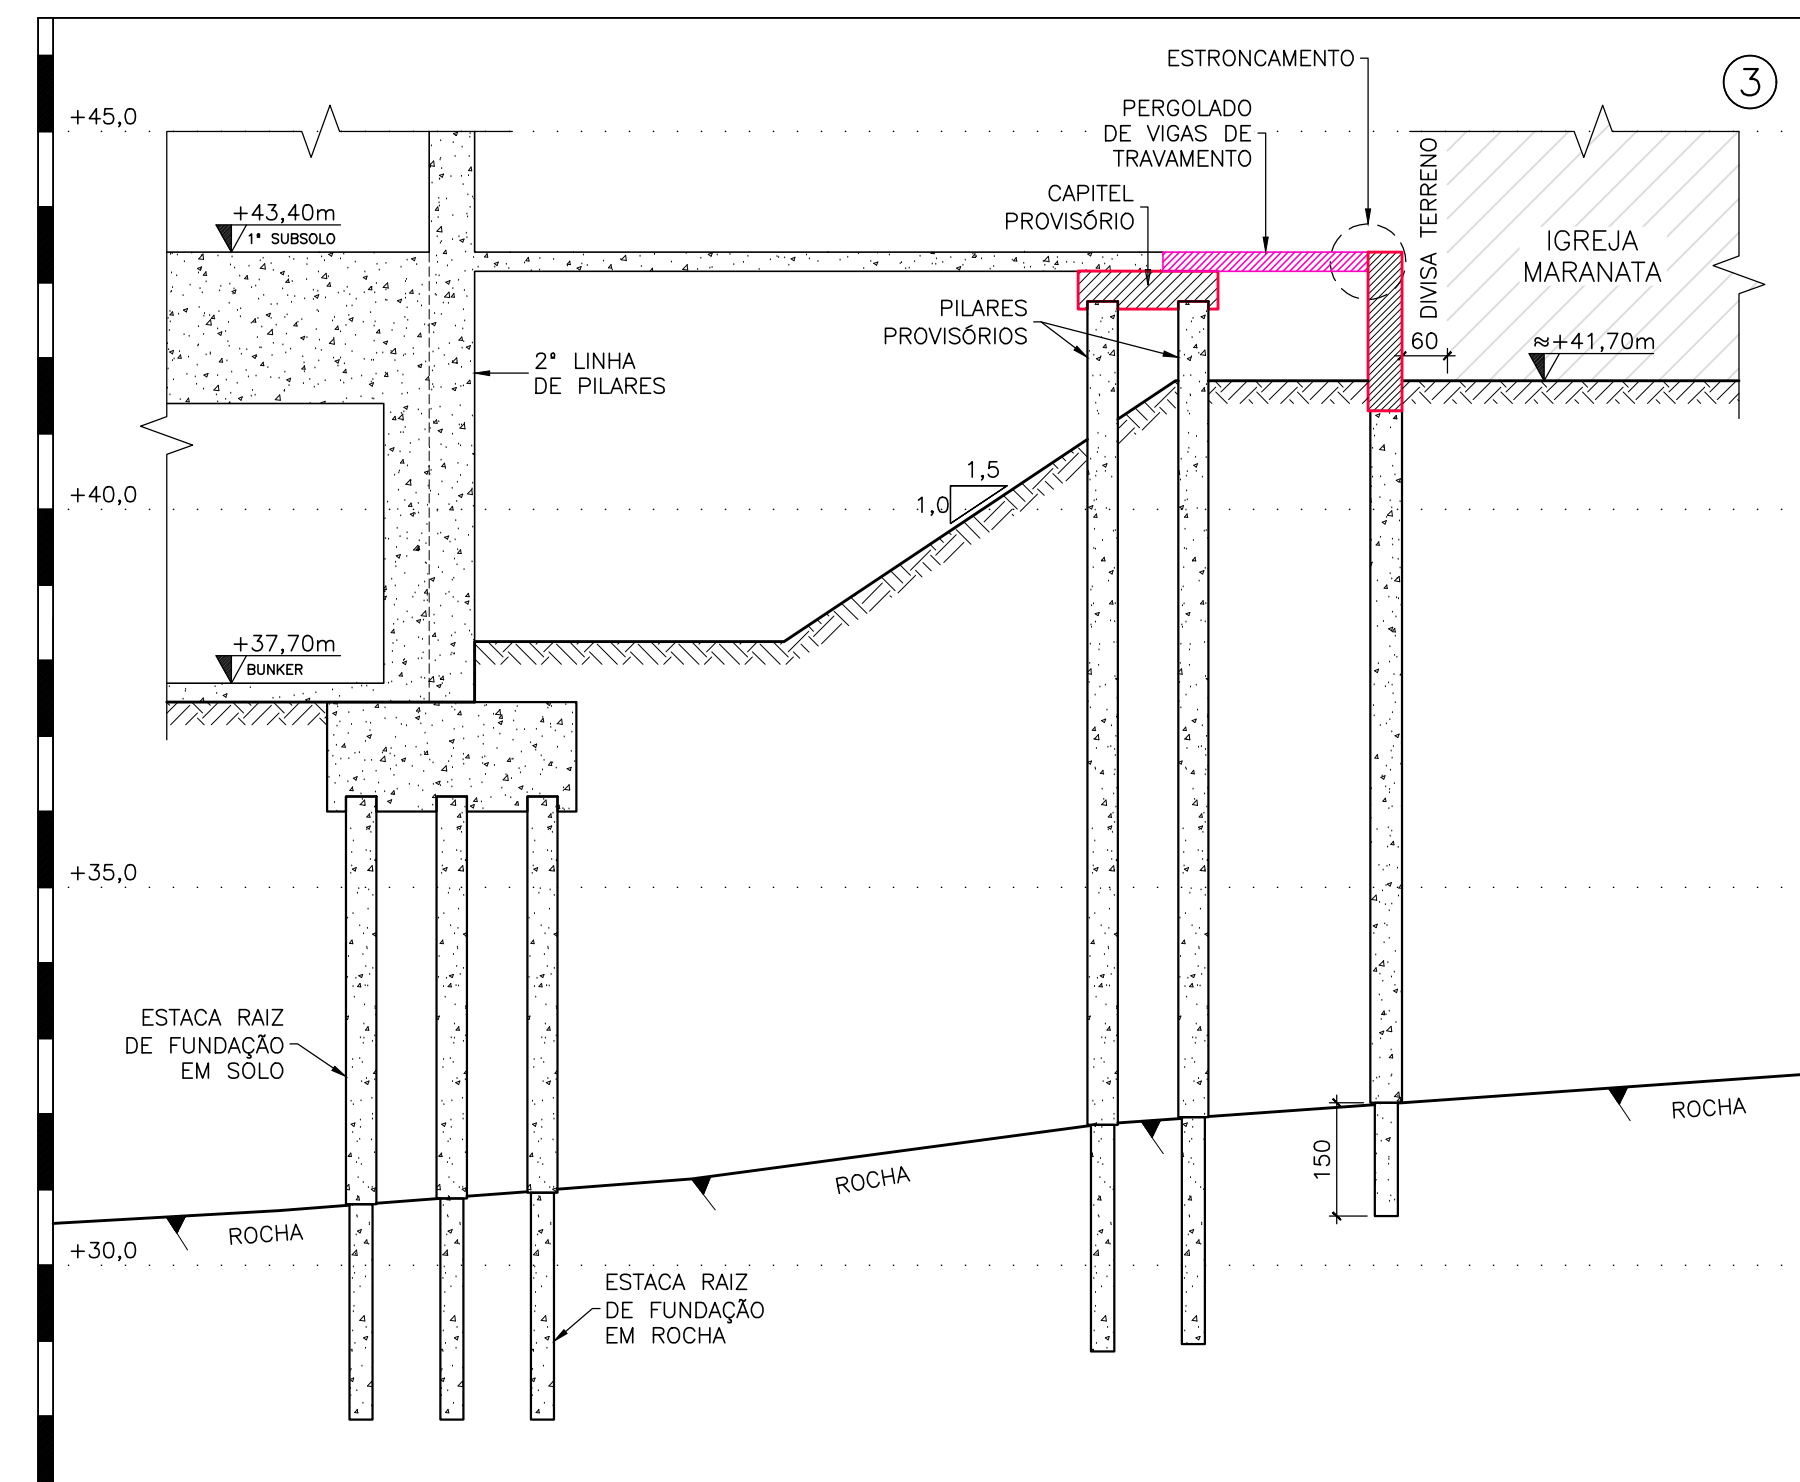 ESTRONCAMENTO
3
PERGOLADO
DE VIGAS DE
TRAVAMENTO
+45,0
DIVISA TERRENO
CAPITEL
PROVISÓRIO
+43,40m
1º SUBSOLO
IGREJA
MARANATA
PILARES
PROVISÓRIOS
60
≈+41,70m
2ª LINHA
DE PILARES
1,5
1,0
+40,0
+37,70m
BUNKER
+35,0
ESTACA RAIZ
DE FUNDAÇÃO
EM SOLO
150
ROCHA
ROCHA
ROCHA
+30,0
ESTACA RAIZ
DE FUNDAÇÃO
EM ROCHA